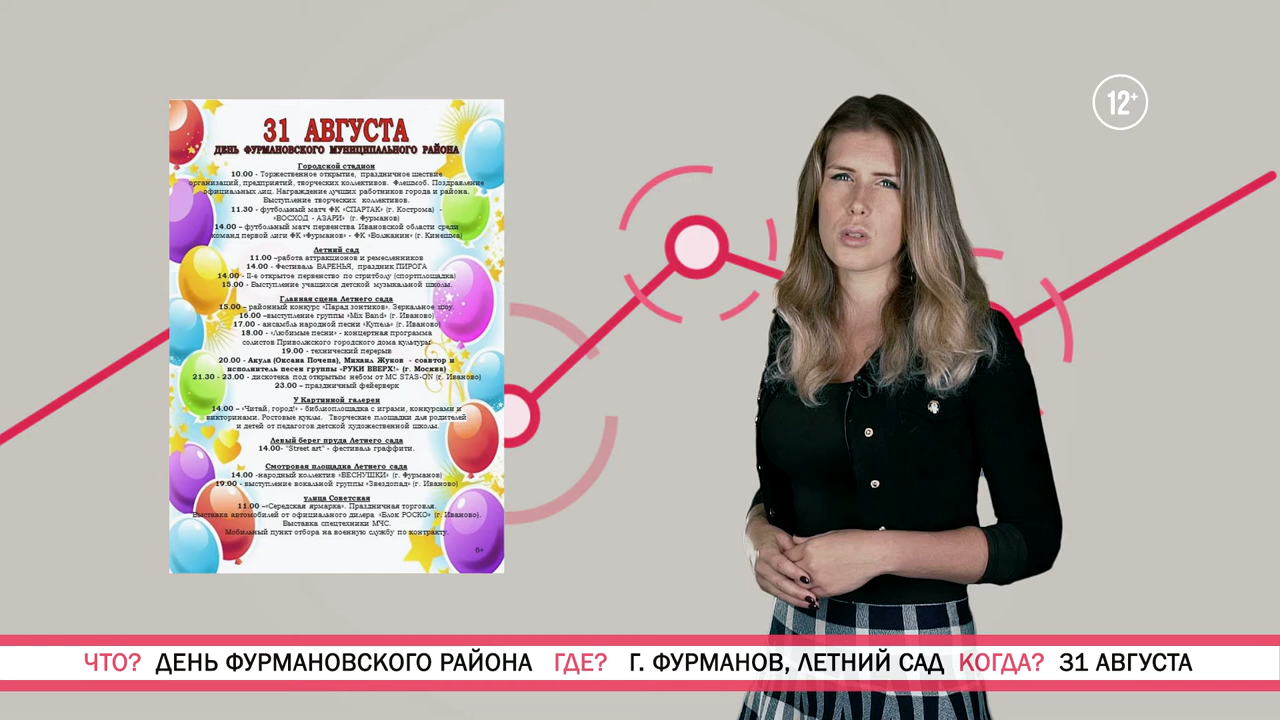 12+
31 АВГУСТА
ДЕНЬ ФУРМАНОВСКОГО МУНИЦИПАЛЬНОГО РАЙОНА
Городской стадион
10.00 - Торжественное открытие, праздничное шествие
организаций, предприятий, творческих коллективов. Флешмоб. Поздравление
официальных лиц. Награждение лучших работников города и района.
Выступление творческих коллективов.
11.30 - футбольный матч ФК «СПАРТАК» (г. Кострома) -
«ВОСХОД - АЗАРИ» (г. Фурманов)
14.00 – футбольный матч первенства Ивановской области среди
команд первой лиги ФК «Фурманов» - ФК «Волжанин» (г. Кинешма)
Летний сад
11.00 –работа аттракционов и ремесленников
14.00 - Фестиваль ВАРЕНЬЯ, праздник ПИРОГА
14.00 - II-е открытое первенство по стритболу (спортплощадка)
15.00 - Выступление учащихся детской музыкальной школы.
Главная сцена Летнего сада
15.00 – районный конкурс «Парад зонтиков». Зеркальное шоу.
16.00 –выступление группы «Mix Band» (г. Иваново)
17.00 - ансамбль народной песни «Купель» (г. Иваново)
18.00 - «Любимые песни» - концертная программа
солистов Приволжского городского дома культуры
19.00 - технический перерыв
20.00 - Акула (Оксана Почепа), Михаил Жуков - соавтор и
исполнитель песен группы «РУКИ ВВЕРХ!» (г. Москва)
21.30 - 23.00 - дискотека под открытым небом от MC STAS-ON (г. Иваново)
23.00 – праздничный фейерверк
У Картинной галереи
14.00 – «Читай, город!» - библиоплощадка с играми, конкурсами и
викторинами. Ростовые куклы. Творческие площадки для родителей
и детей от педагогов детской художественной школы.
Левый берег пруда Летнего сада
14.00- "Street art" - фестиваль граффити.
Смотровая площадка Летнего сада
14.00 -народный коллектив «ВЕСНУШКИ» (г. Фурманов)
19.00 - выступление вокальной группы «Звездопад» (г. Иваново)
улица Советская
11.00 –«Середская ярмарка». Праздничная торговля.
Выставка автомобилей от официального дилера «Блок РОСКО» (г. Иваново).
Выставка спецтехники МЧС.
Мобильный пункт отбора на военную службу по контракту.
6+
ЧТО? ДЕНЬ ФУРМАНОВСКОГО РАЙОНА ГДЕ? Г. ФУРМАНОВ, ЛЕТНИЙ САД КОГДА? 31 АВГУСТА